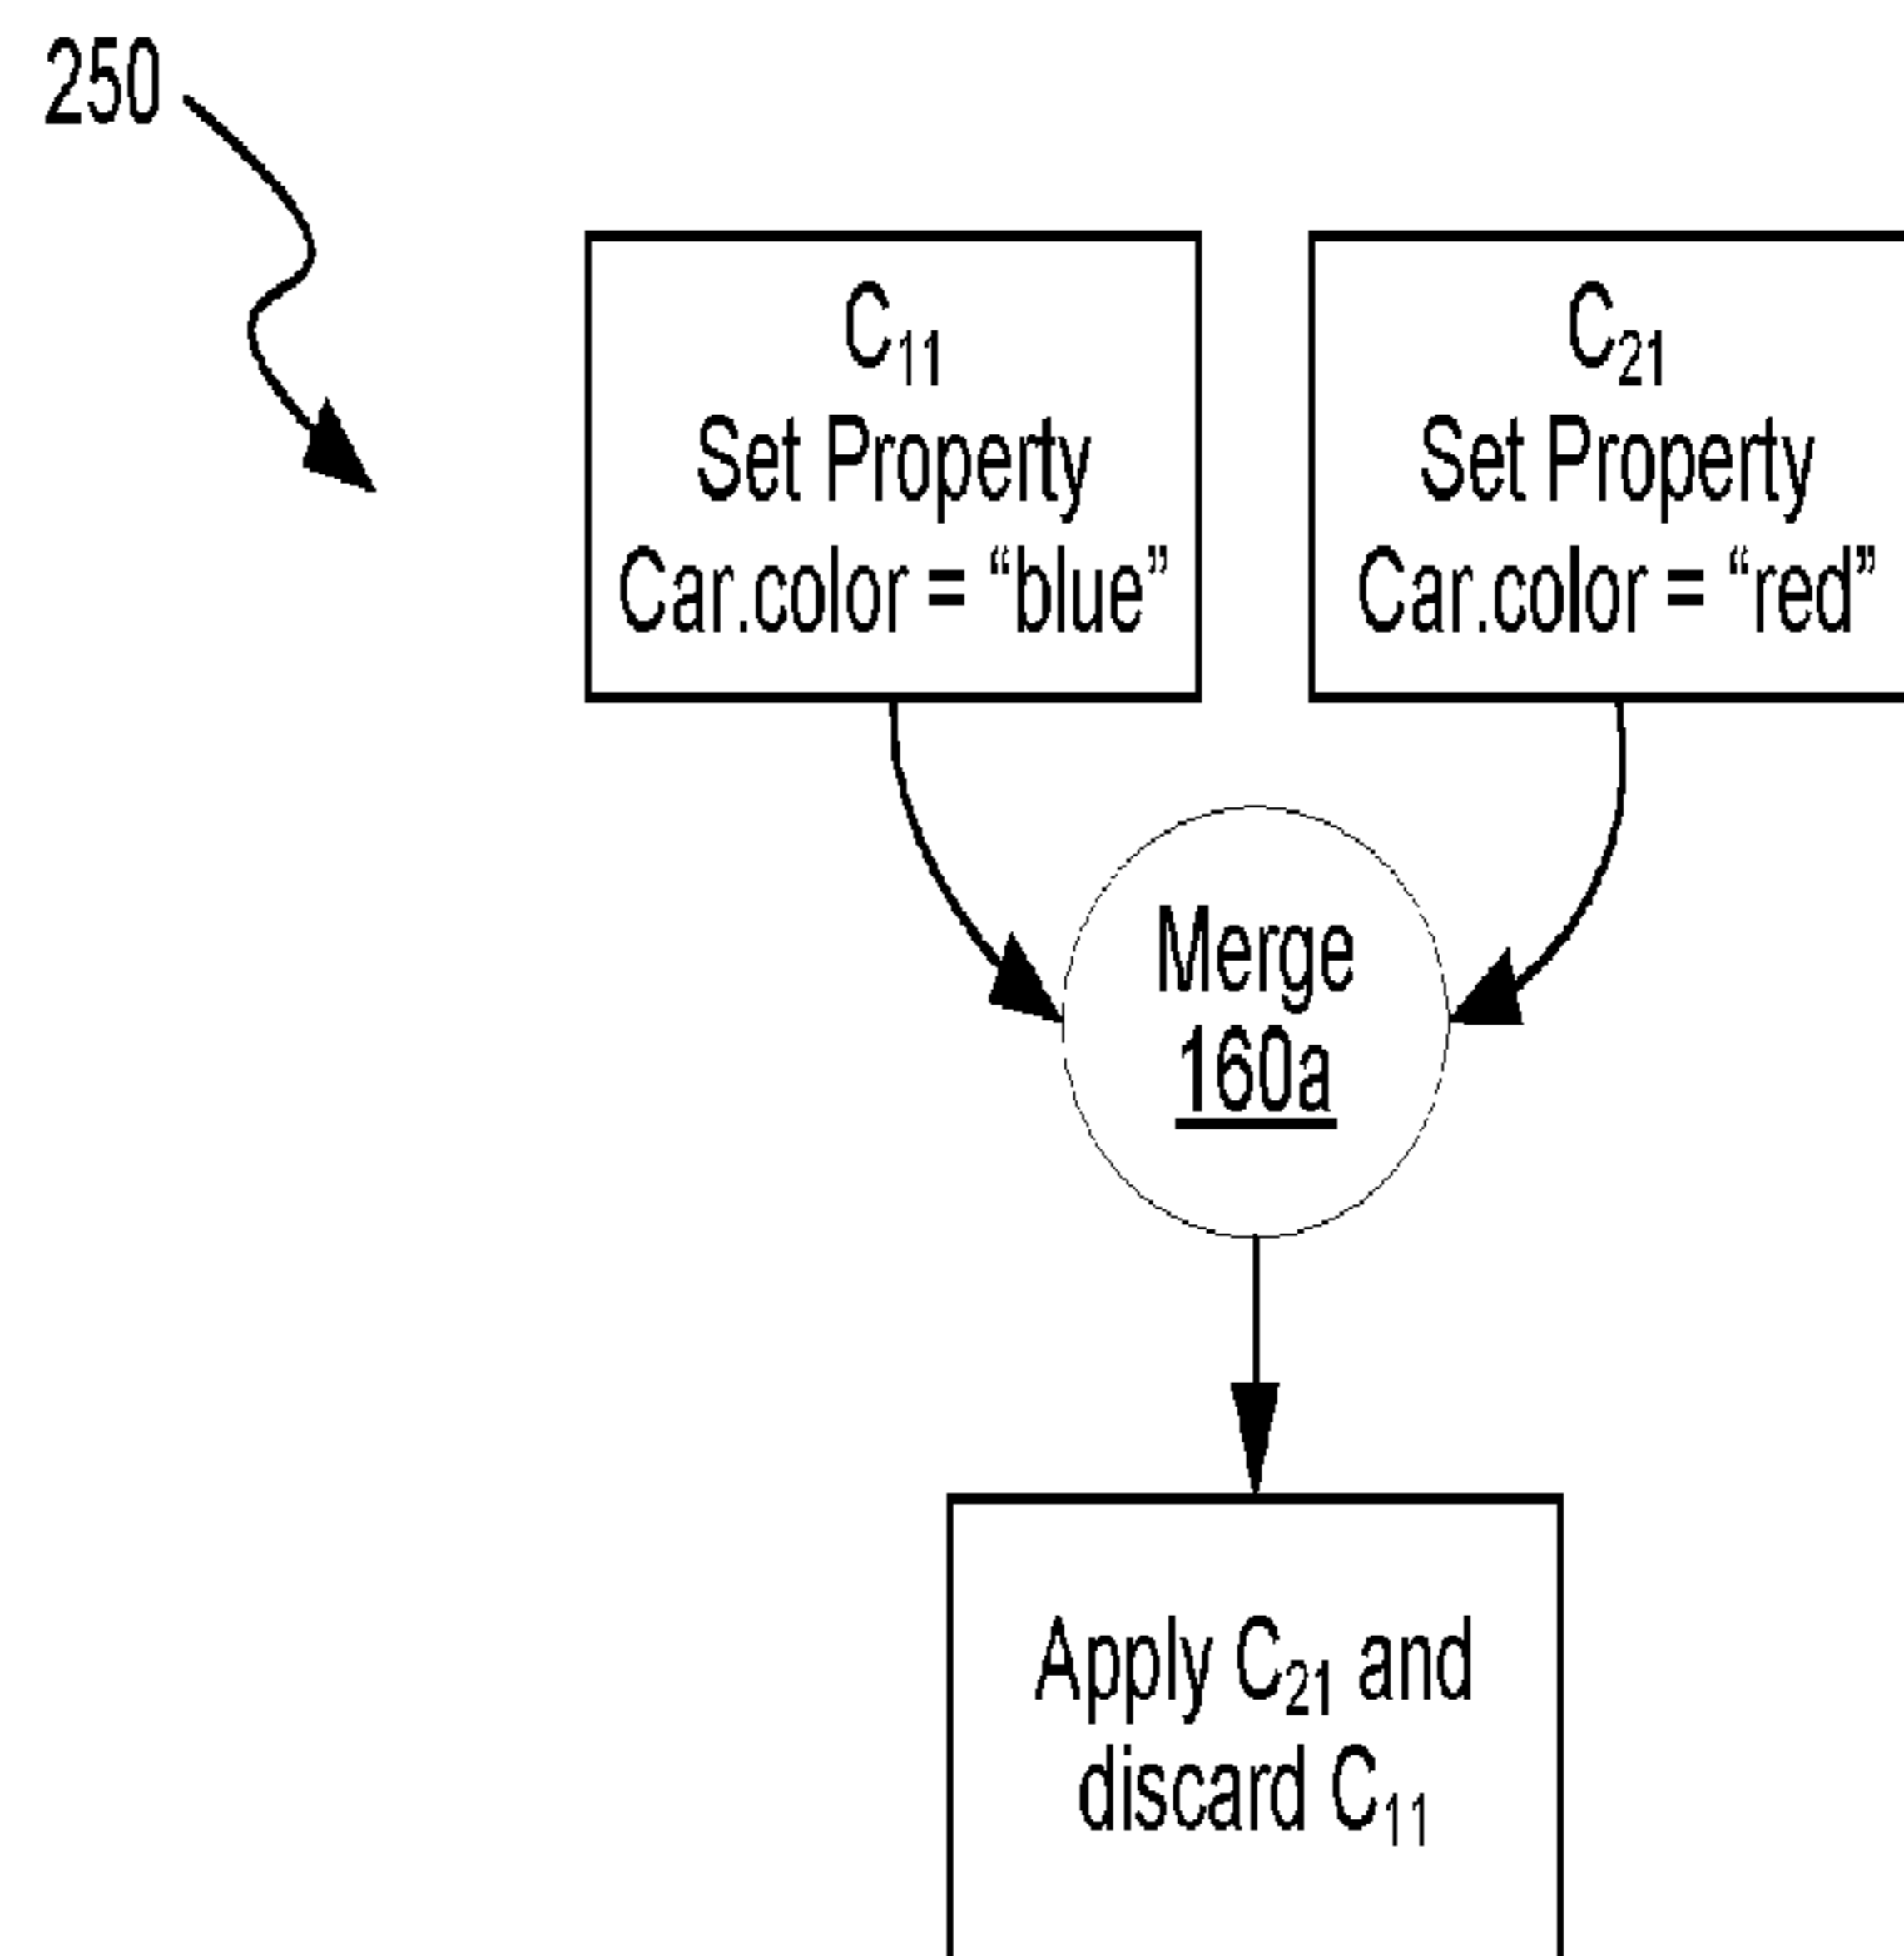 250
C₁₁
Set Property
Car.color = “blue”
C₂₁
Set Property
Car.color = “red”
Merge
160a
Apply C₂₁ and
discard C₁₁